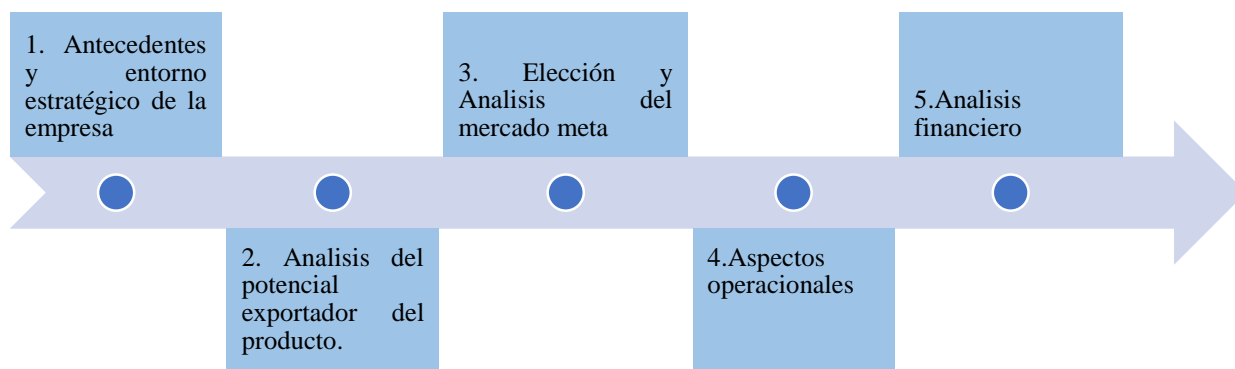 1. Antecedentes
y entorno
estratégico de la
empresa
2. Analisis del
potencial
exportador del
producto.
3. Elección y
Analisis del
mercado meta
4.Aspectos
operacionales
5.Analisis
financiero